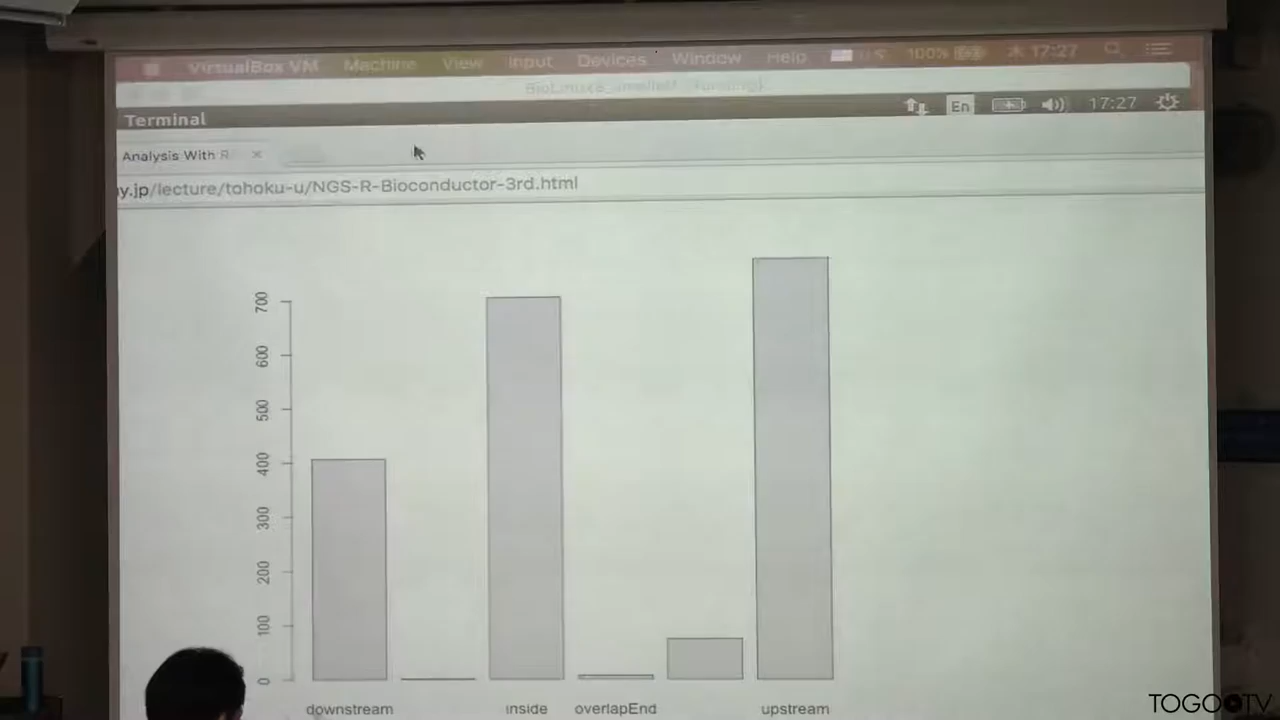 VirtualBox VM Machine View Input Devices Window Help 100% 17:27
Terminal En 17:27
Analysis With R
y.jp/lecture/tohoku-u/NGS-R-Bioconductor-3rd.html
700
600
500
400
300
200
100
0
downstream inside overlapEnd upstream
TOGOTV